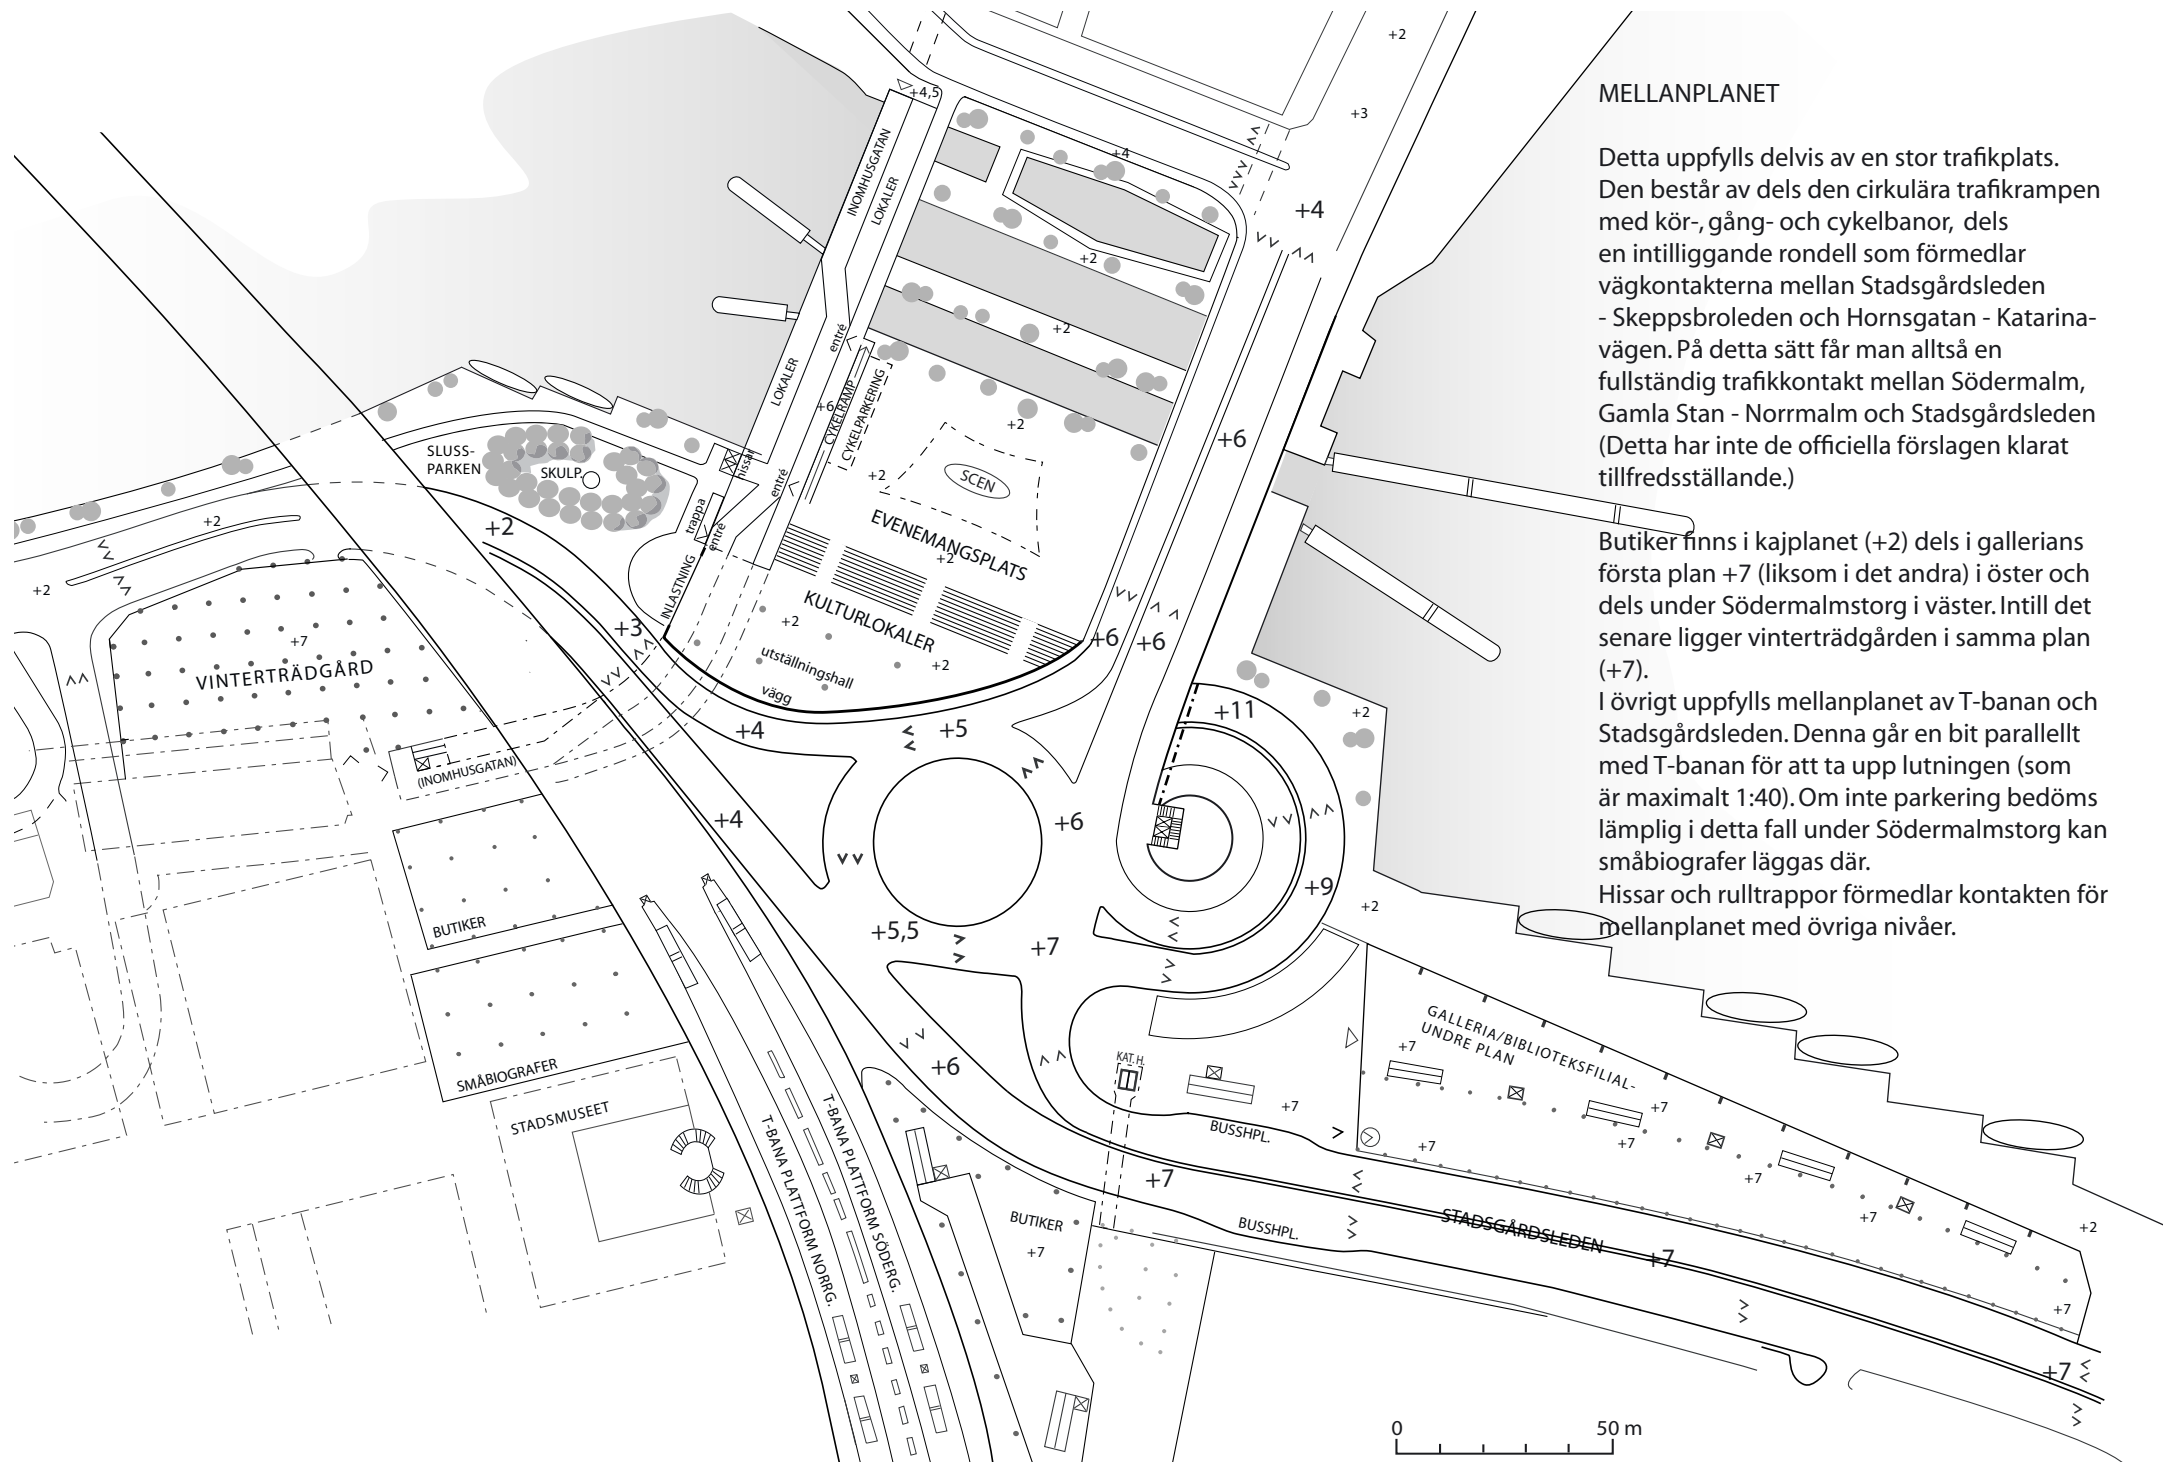 MELLANPLANET
Detta uppfylls delvis av en stor trafikplats.
Den består av dels den cirkulära trafikrampen
med kör-, gång- och cykelbanor, dels
en intilliggande rondell som förmedlar
vägkontakterna mellan Stadsgårdsleden
- Skeppsbroleden och Hornsgatan - Katarina-
vägen. På detta sätt får man alltså en
fullständig trafikkontakt mellan Södermalm,
Gamla Stan - Norrmalm och Stadsgårdsleden
(Detta har inte de officiella förslagen klarat
tillfredsställande.)
Butiker finns i kajplanet (+2) dels i gallerians
första plan +7 (liksom i det andra) i öster och
dels under Södermalmstorg i väster. Intill det
senare ligger vinterträdgården i samma plan
(+7).
I övrigt uppfylls mellanplanet av T-banan och
Stadsgårdsleden. Denna går en bit parallellt
med T-banan för att ta upp lutningen (som
är maximalt 1:40). Om inte parkering bedöms
lämplig i detta fall under Södermalmstorg kan
småbiografer läggas där.
Hissar och rulltrappor förmedlar kontakten för
mellanplanet med övriga nivåer.
+2
+4,5
+3
INOMHUSGATAN
LOKALER
+4
+4
+2
+2
entré
LOKALER
+6
CYKELRAMP
CYKELPARKERING
+2
+6
SLUSS-
PARKEN
SKULP.
hissar
entré
+2
SCEN
trappa
entré
EVENEMANGSPLATS
+2
+2
+2
+2
INLASTNING
KULTURLOKALER
+2
+3
+2
utställningshall
vägg
+6
+6
+7
VINTERTRÄDGÅRD
+4
+5
+11
+2
(INOMHUSGATAN)
+4
+6
+9
+2
BUTIKER
+5,5
+7
SMÅBIOGRAFER
STADSMUSEET
+6
KAT. H.
+7
GALLERIA/BIBLIOTEKSFILIAL-
UNDRE PLAN
+7
+7
+7
+7
+7
+7
+2
+7
BUSSHPL.
+7
BUSSHPL.
STADSGÅRDSLEDEN
+7
+7
BUTIKER
+7
T-BANA PLATTFORM NORRG.
T-BANA PLATTFORM SÖDERG.
0
50 m